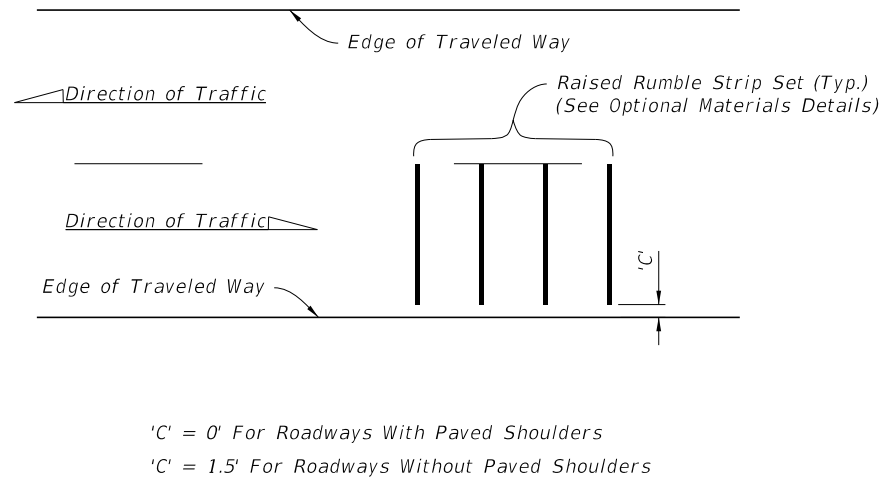 Edge of Traveled Way
Raised Rumble Strip Set (Typ.)
(See Optional Materials Details)
Direction of Traffic
Direction of Traffic
'C'
Edge of Traveled Way
'C' = 0' For Roadways With Paved Shoulders
'C' = 1.5' For Roadways Without Paved Shoulders